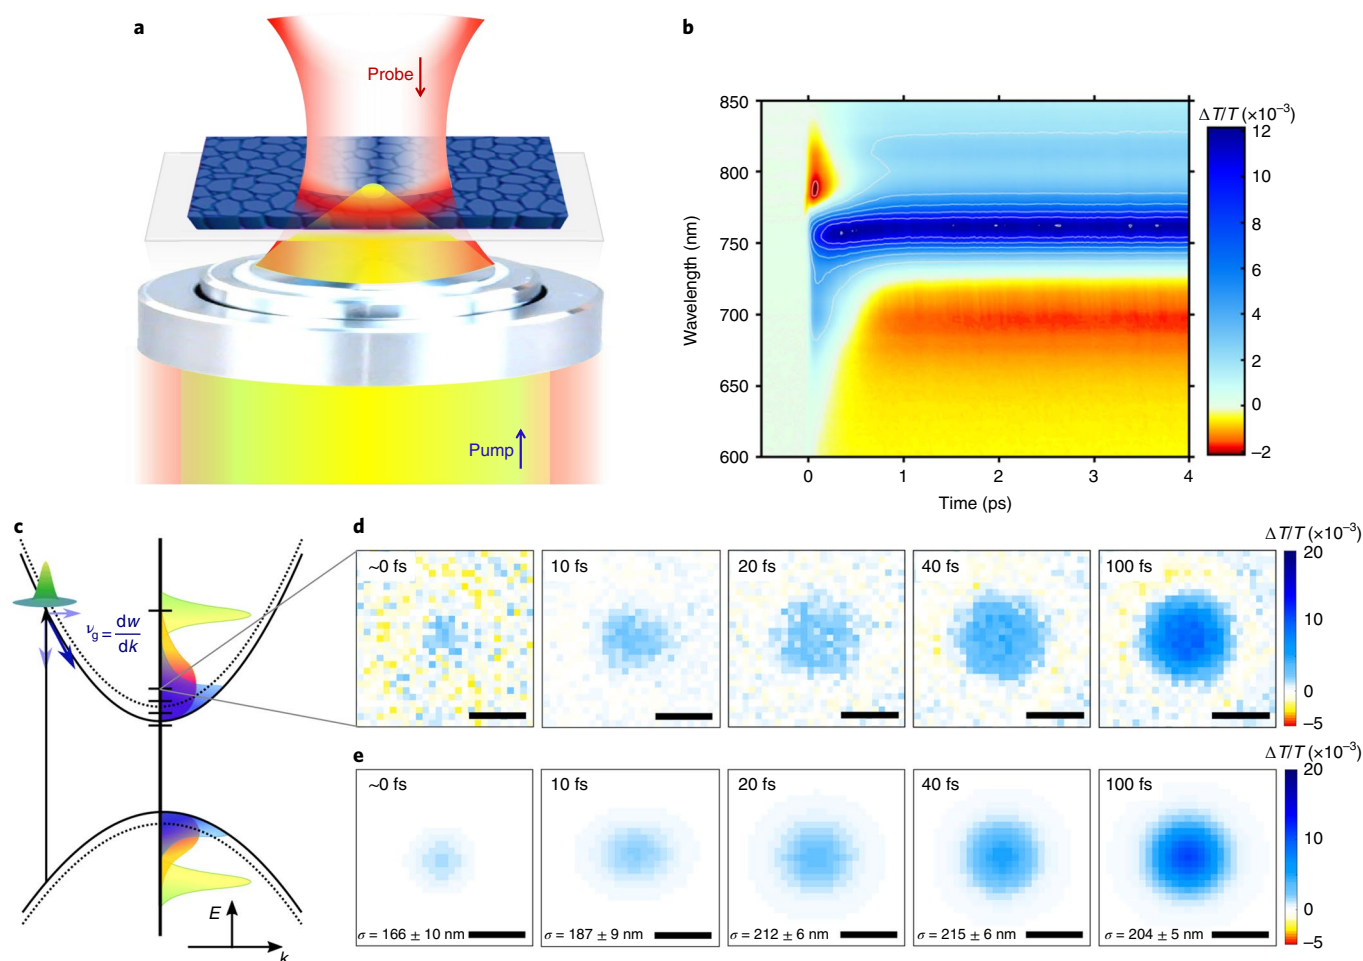 a
Probe
Pump
b
850
800
750
700
650
600
Wavelength (nm)
0
1
2
3
4
Time (ps)
ΔT/T (×10⁻³)
12
10
8
6
4
2
0
−2
c
νg = dw/dk
E
k
d
~0 fs
10 fs
20 fs
40 fs
100 fs
ΔT/T (×10⁻³)
20
10
0
−5
e
~0 fs
10 fs
20 fs
40 fs
100 fs
σ = 166 ± 10 nm
σ = 187 ± 9 nm
σ = 212 ± 6 nm
σ = 215 ± 6 nm
σ = 204 ± 5 nm
ΔT/T (×10⁻³)
20
10
0
−5